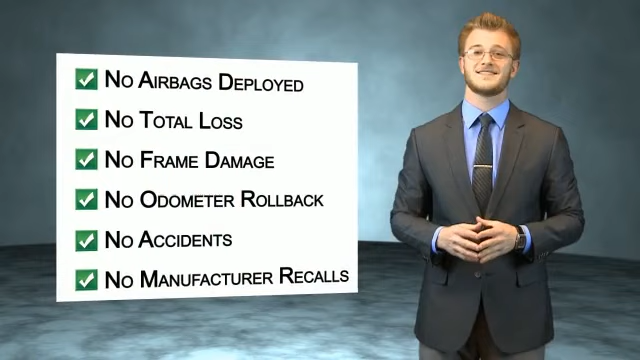 No Airbags Deployed
No Total Loss
No Frame Damage
No Odometer Rollback
No Accidents
No Manufacturer Recalls